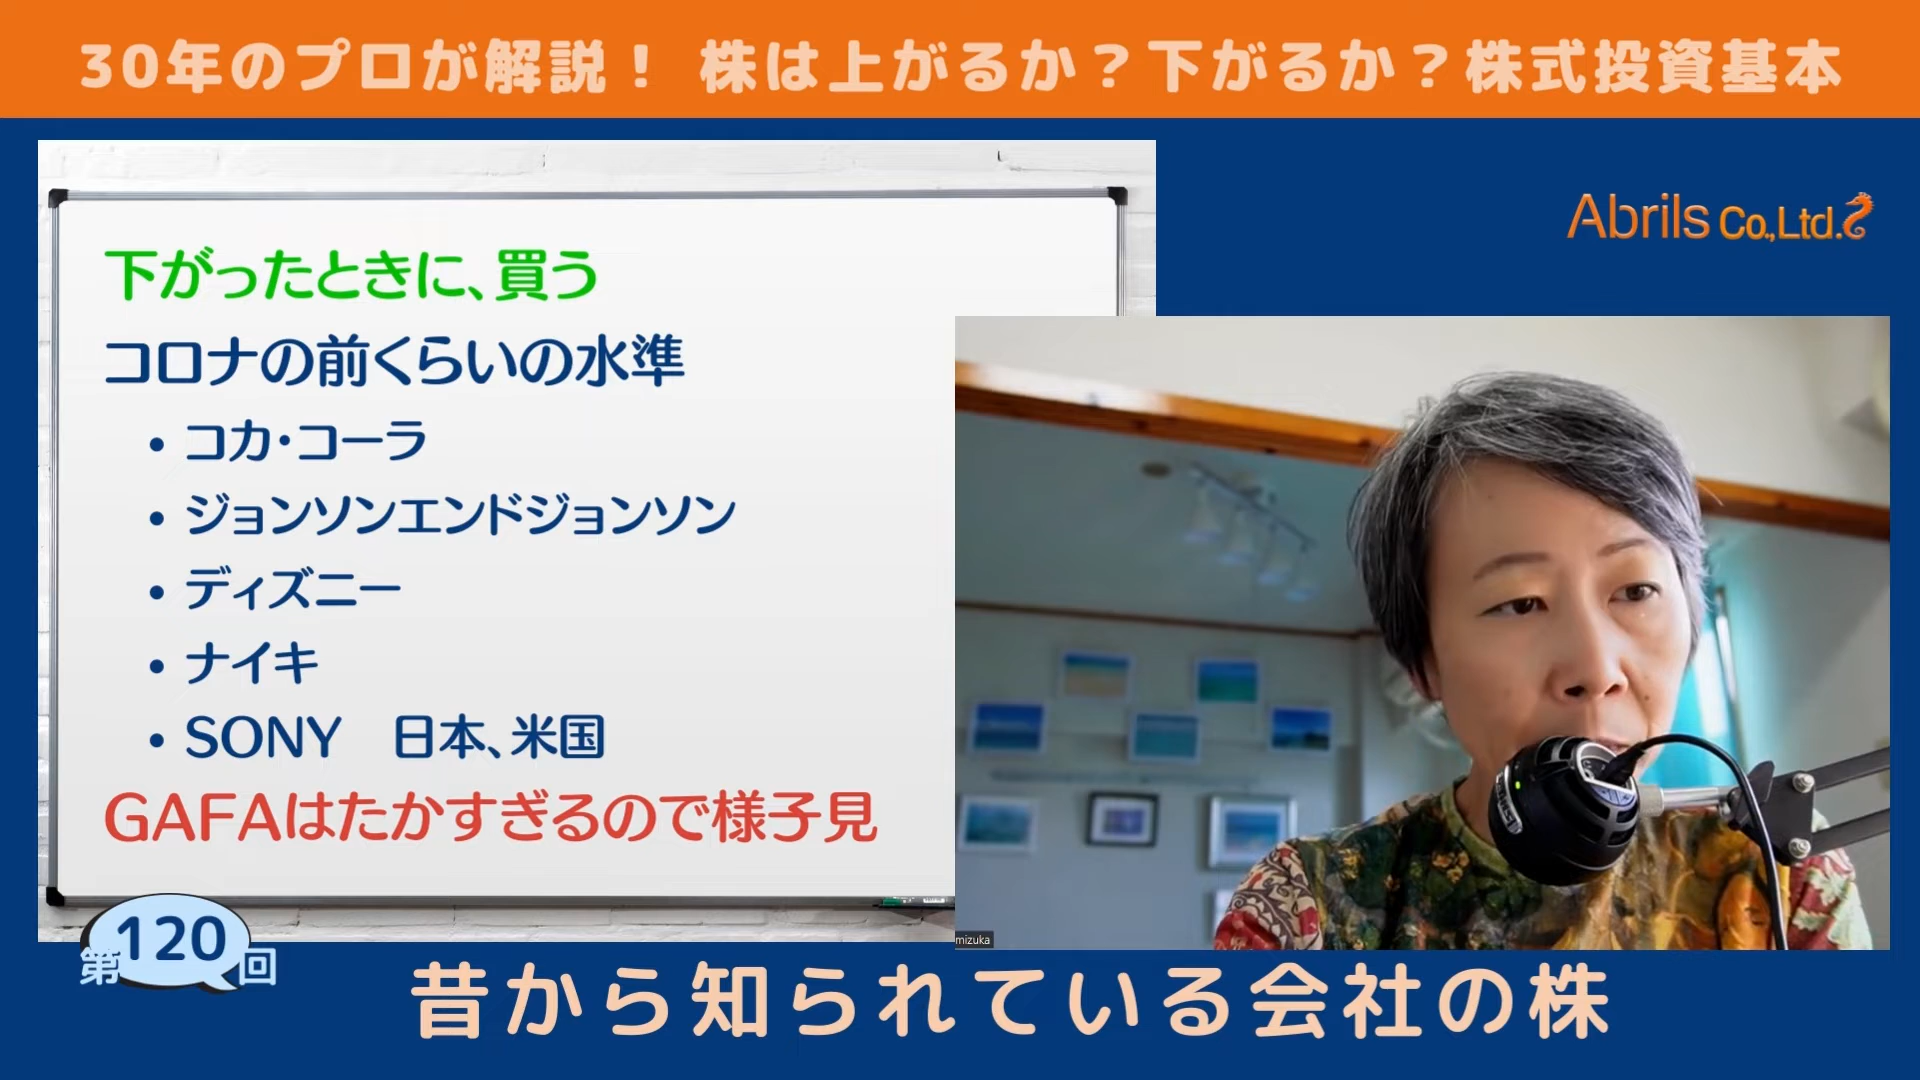 30年のプロが解説！ 株は上がるか？下がるか？株式投資基本
Abrils Co.,Ltd.
下がったときに、買う
コロナの前くらいの水準
• コカ・コーラ
• ジョンソンエンドジョンソン
• ディズニー
• ナイキ
• SONY　日本、米国
GAFAはたかすぎるので様子見
mizuka
第120回
昔から知られている会社の株